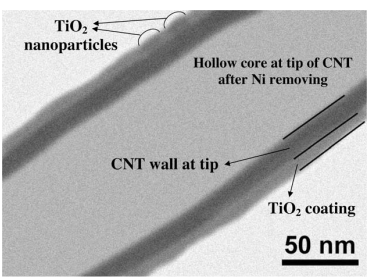 TiO₂
nanoparticles
Hollow core at tip of CNT
after Ni removing
CNT wall at tip
TiO₂ coating
50 nm